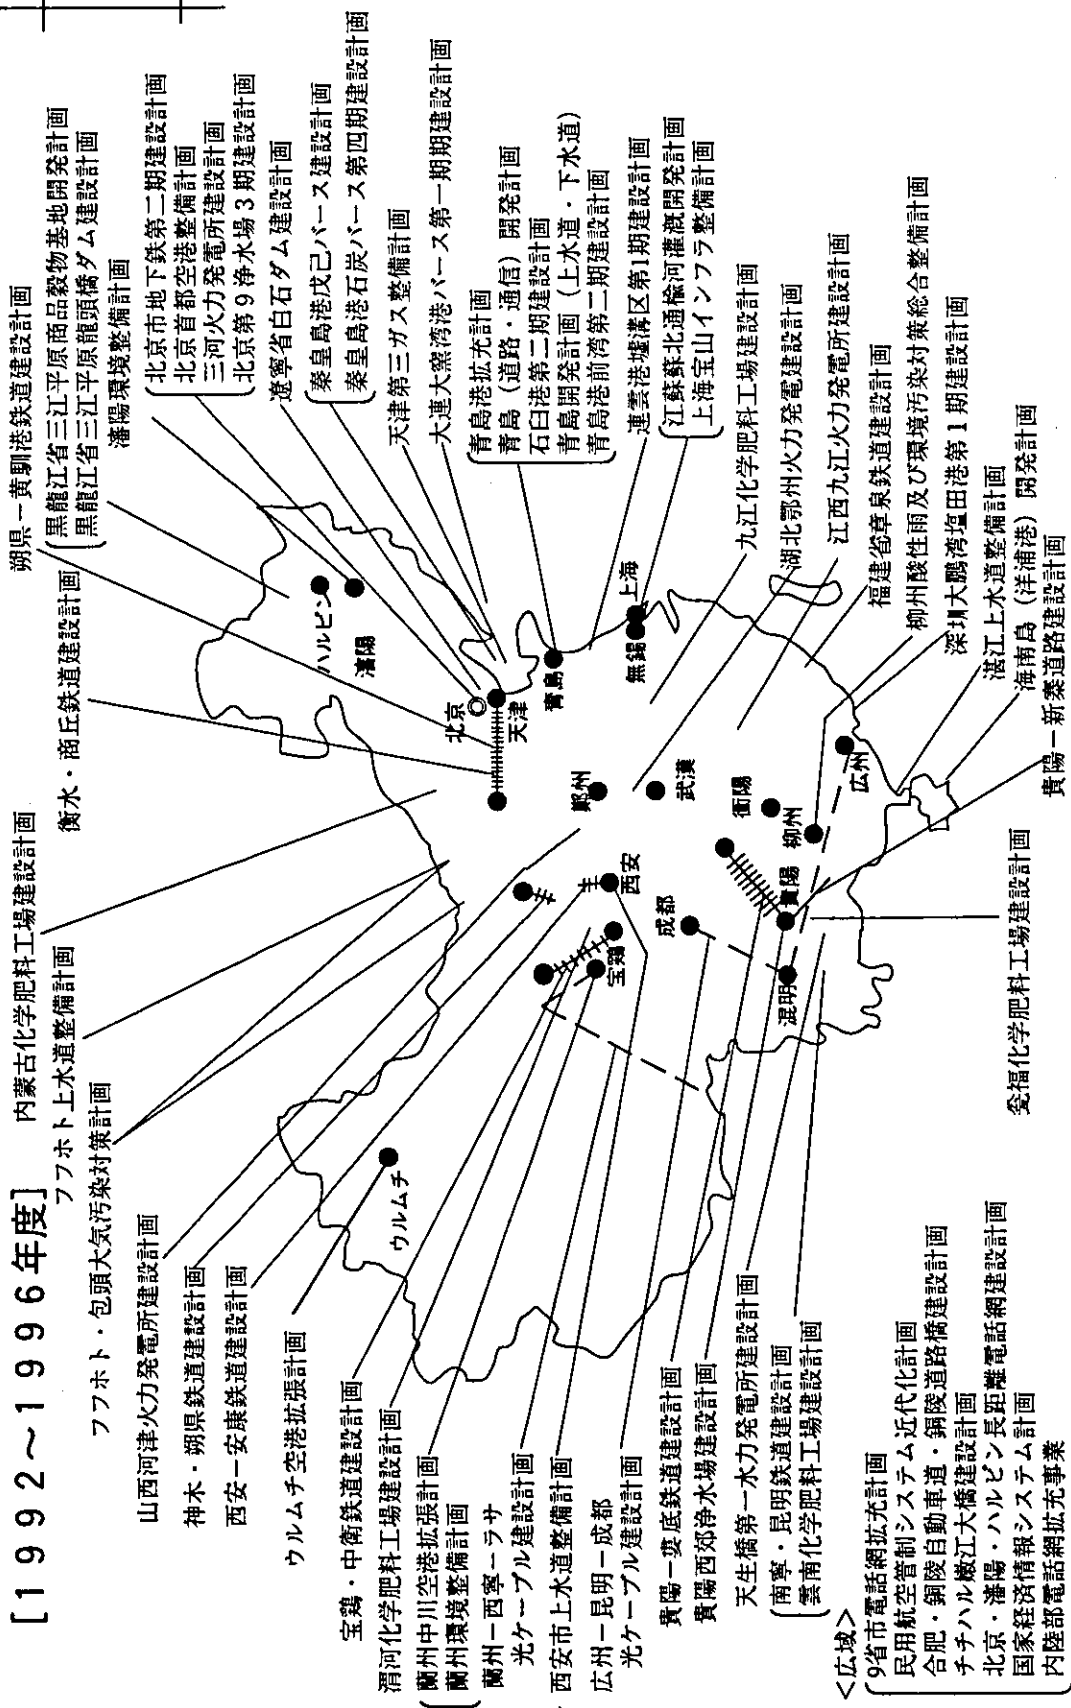 [1992～1996年度]
内蒙古化学肥料工場建設計画
フフホト上水道整備計画
フフホト・包頭大気汚染対策計画
衡水・商丘鉄道建設計画
朔県－黄驊港鉄道建設計画
黒龍江省三江平原商品穀物基地開発計画
黒龍江省三江平原龍頭橋ダム建設計画
瀋陽環境整備計画
北京市地下鉄第二期建設計画
北京首都空港整備計画
三河火力発電所建設計画
北京第9浄水場3期建設計画
遼寧省白石ダム建設計画
秦皇島港戊己バース建設計画
秦皇島港石炭バース第四期建設計画
天津第三ガス整備計画
大連大窯湾港バース第一期期建設計画
青島港拡充計画
青島（道路・通信）開発計画
石臼港第二期建設計画
青島開発計画（上水道・下水道）
青島港前湾第二期建設計画
連雲港墟溝区第1期建設計画
江蘇蘇北通楡河灌漑開発計画
上海宝山インフラ整備計画
九江化学肥料工場建設計画
湖北鄂州火力発電建設計画
江西九江火力発電所建設計画
福建省章泉鉄道建設計画
柳州酸性雨及び環境汚染対策総合整備計画
深圳大鵬湾塩田港第1期建設計画
湛江上水道整備計画
海南島（洋浦港）開発計画
貴陽－新寨道路建設計画
甕福化学肥料工場建設計画
山西河津火力発電所建設計画
神木・朔県鉄道建設計画
西安－安康鉄道建設計画
ウルムチ空港拡張計画
宝鶏・中衛鉄道建設計画
渭河化学肥料工場建設計画
蘭州中川空港拡張計画
蘭州環境整備計画
蘭州－西寧－ラサ
光ケーブル建設計画
西安市上水道整備計画
広州－昆明－成都
光ケーブル建設計画
貴陽－婁底鉄道建設計画
貴陽西郊浄水場建設計画
天生橋第一水力発電所建設計画
南寧・昆明鉄道建設計画
雲南化学肥料工場建設計画
<広域>
9省市電話網拡充計画
民用航空管制システム近代化計画
合肥・銅陵自動車道・銅陵道路橋建設計画
チチハル嫩江大橋建設計画
北京・瀋陽・ハルピン長距離電話網建設計画
国家経済情報システム計画
内陸部電話網拡充事業
ハルピン
瀋陽
北京
天津
青島
無錫
上海
鄭州
武漢
衡陽
柳州
広州
西安
宝鶏
成都
貴陽
混明
ウルムチ